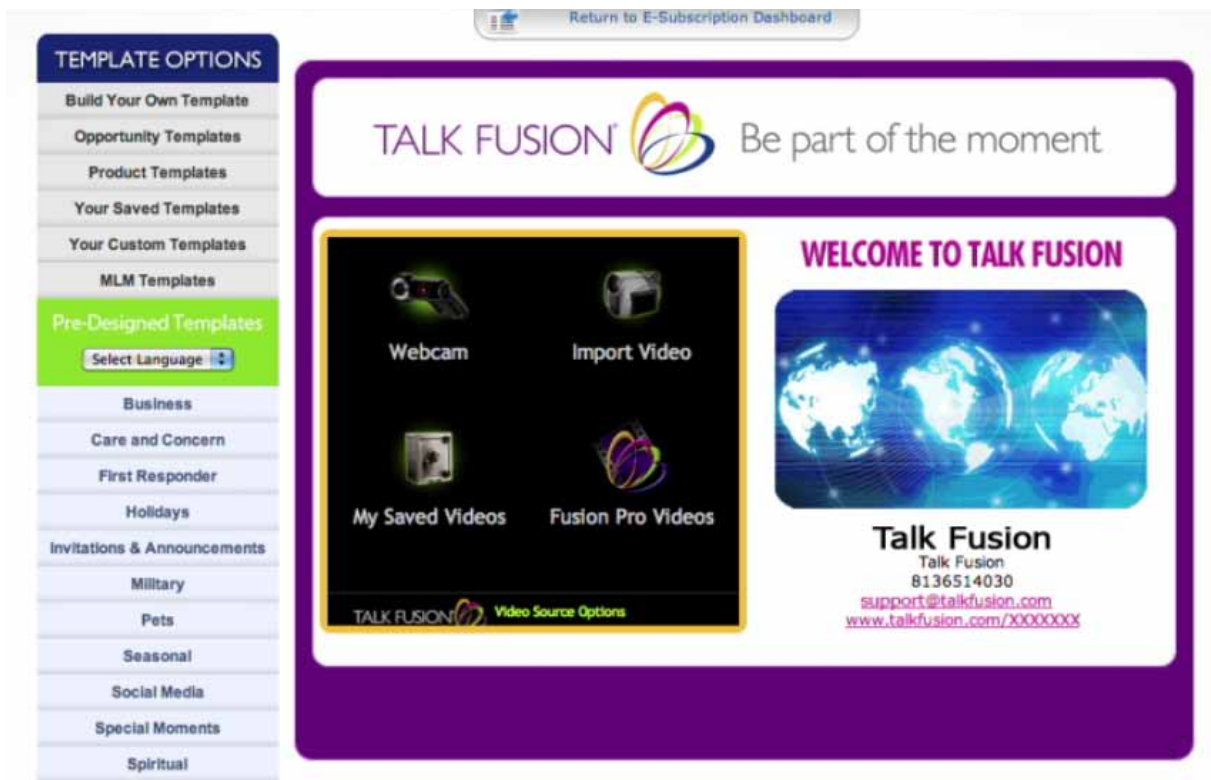 Return to E-Subscription Dashboard
TEMPLATE OPTIONS
Build Your Own Template
Opportunity Templates
Product Templates
Your Saved Templates
Your Custom Templates
MLM Templates
Pre-Designed Templates
Select Language
Business
Care and Concern
First Responder
Holidays
Invitations & Announcements
Military
Pets
Seasonal
Social Media
Special Moments
Spiritual
TALK FUSION Be part of the moment
Webcam
Import Video
My Saved Videos
Fusion Pro Videos
TALK FUSION Video Source Options
WELCOME TO TALK FUSION
Talk Fusion
Talk Fusion
8136514030
support@talkfusion.com
www.talkfusion.com/XXXXXXX